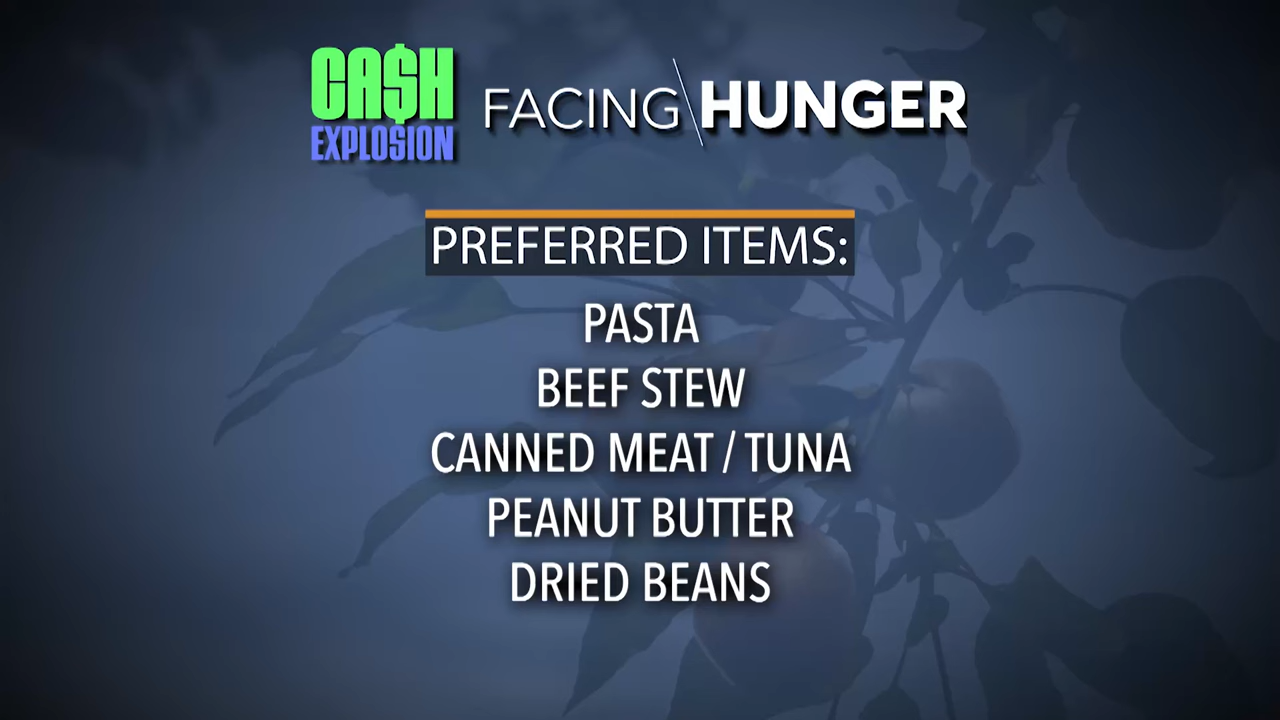 CA$H
EXPLOSION
FACING\HUNGER
PREFERRED ITEMS:
PASTA
BEEF STEW
CANNED MEAT / TUNA
PEANUT BUTTER
DRIED BEANS